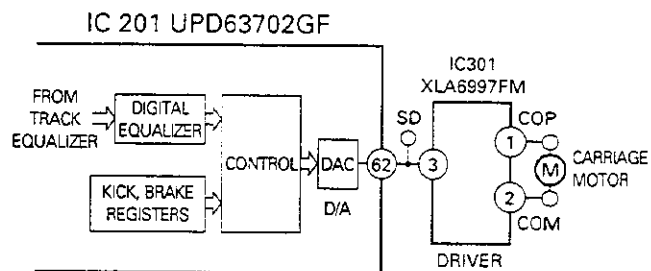 IC 201 UPD63702GF
FROM
TRACK
EQUALIZER
DIGITAL
EQUALIZER
KICK, BRAKE
REGISTERS
CONTROL
DAC
D/A
62
SD
IC301
XLA6997FM
3
1
2
COP
COM
M
CARRIAGE
MOTOR
DRIVER